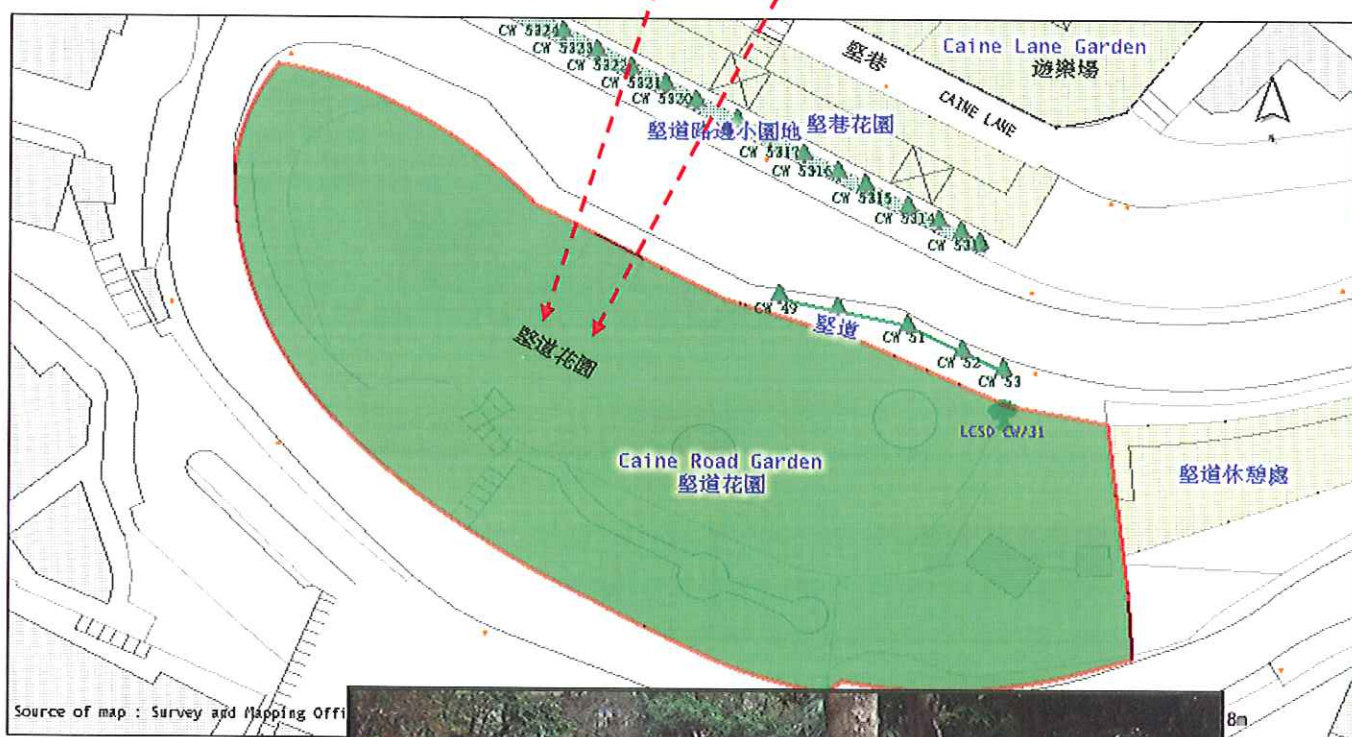 CW 5324
CW 5323
CW 5322
CW 5321
CW 5320
堅道路邊小園地
堅巷花園
CW 5317
CW 5316
CW 5315
CW 5314
CW 5313
堅巷
CAINE LANE
Caine Lane Garden
遊樂場
N
CW 49
堅道
CW 51
CW 52
CW 53
LCSD CW/31
堅道花園
Caine Road Garden
堅道花園
堅道休憩處
Source of map : Survey and Mapping Offi
8m